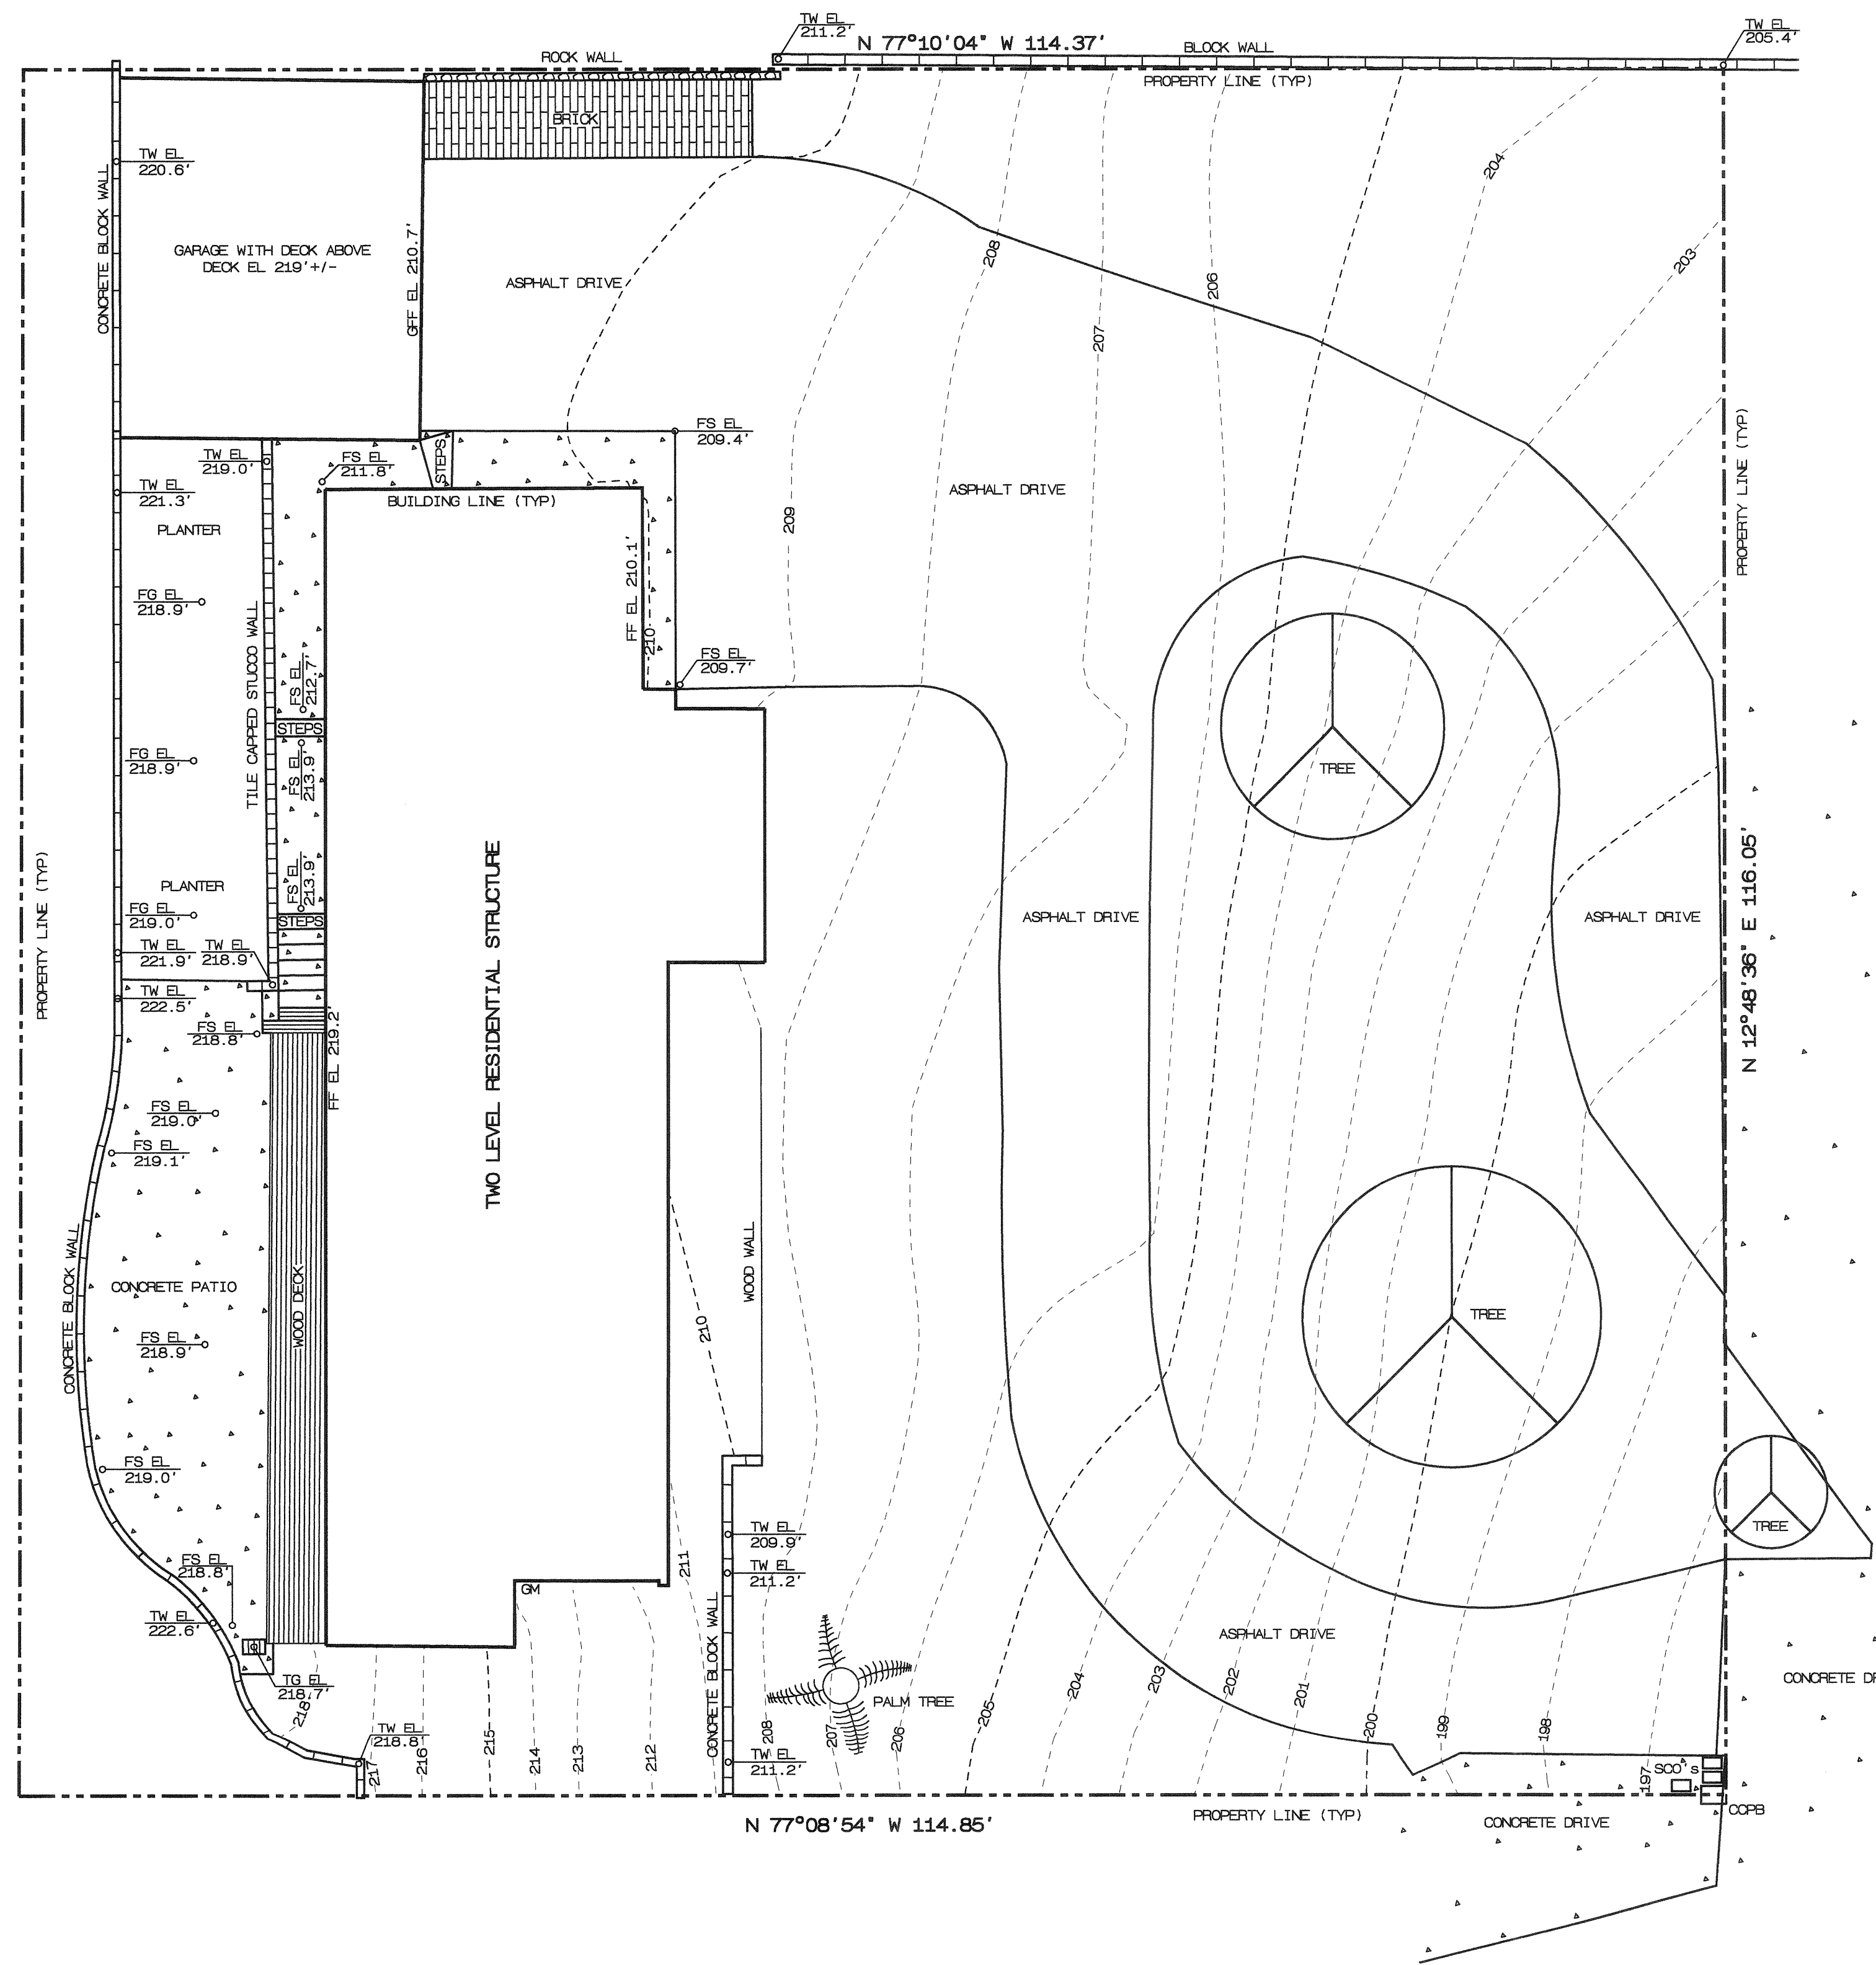 TW EL
211.2'
N 77°10'04" W 114.37'
TW EL
205.4'
ROCK WALL
BLOCK WALL
PROPERTY LINE (TYP)
BRICK
TW EL
220.6'
CONCRETE BLOCK WALL
204
GARAGE WITH DECK ABOVE
DECK EL 219'+/-
GFF EL 210.7'
ASPHALT DRIVE
208
203
206
207
FS EL
209.4'
TW EL
219.0'
STEPS
FS EL
211.8'
TW EL
221.3'
BUILDING LINE (TYP)
ASPHALT DRIVE
PROPERTY LINE (TYP)
209
PLANTER
FF EL 210.1'
210
FG EL
218.9'
TILE CAPPED STUCCO WALL
FS EL
212.7'
FS EL
209.7'
STEPS
FG EL
218.9'
FS EL
213.9'
TREE
TWO LEVEL RESIDENTIAL STRUCTURE
PROPERTY LINE (TYP)
PLANTER
FS EL
213.9'
FG EL
219.0'
STEPS
ASPHALT DRIVE
ASPHALT DRIVE
N 12°48'36" E 116.05'
TW EL
221.9'
TW EL
218.9'
TW EL
222.5'
FS EL
218.8'
FF EL 219.2'
FS EL
219.0'
FS EL
219.1'
CONCRETE BLOCK WALL
CONCRETE PATIO
WOOD DECK
WOOD WALL
210
TREE
FS EL
218.9'
FS EL
219.0'
TW EL
209.9'
TREE
211
TW EL
211.2'
FS EL
218.8'
GM
TW EL
222.6'
CONCRETE BLOCK WALL
ASPHALT DRIVE
TG EL
218.7'
218
PALM TREE
CONCRETE DR
TW EL
218.8'
217
216
215
214
213
212
208
207
206
205
204
203
202
201
200
199
198
197
TW EL
211.2'
SCO's
CCPB
N 77°08'54" W 114.85'
PROPERTY LINE (TYP)
CONCRETE DRIVE